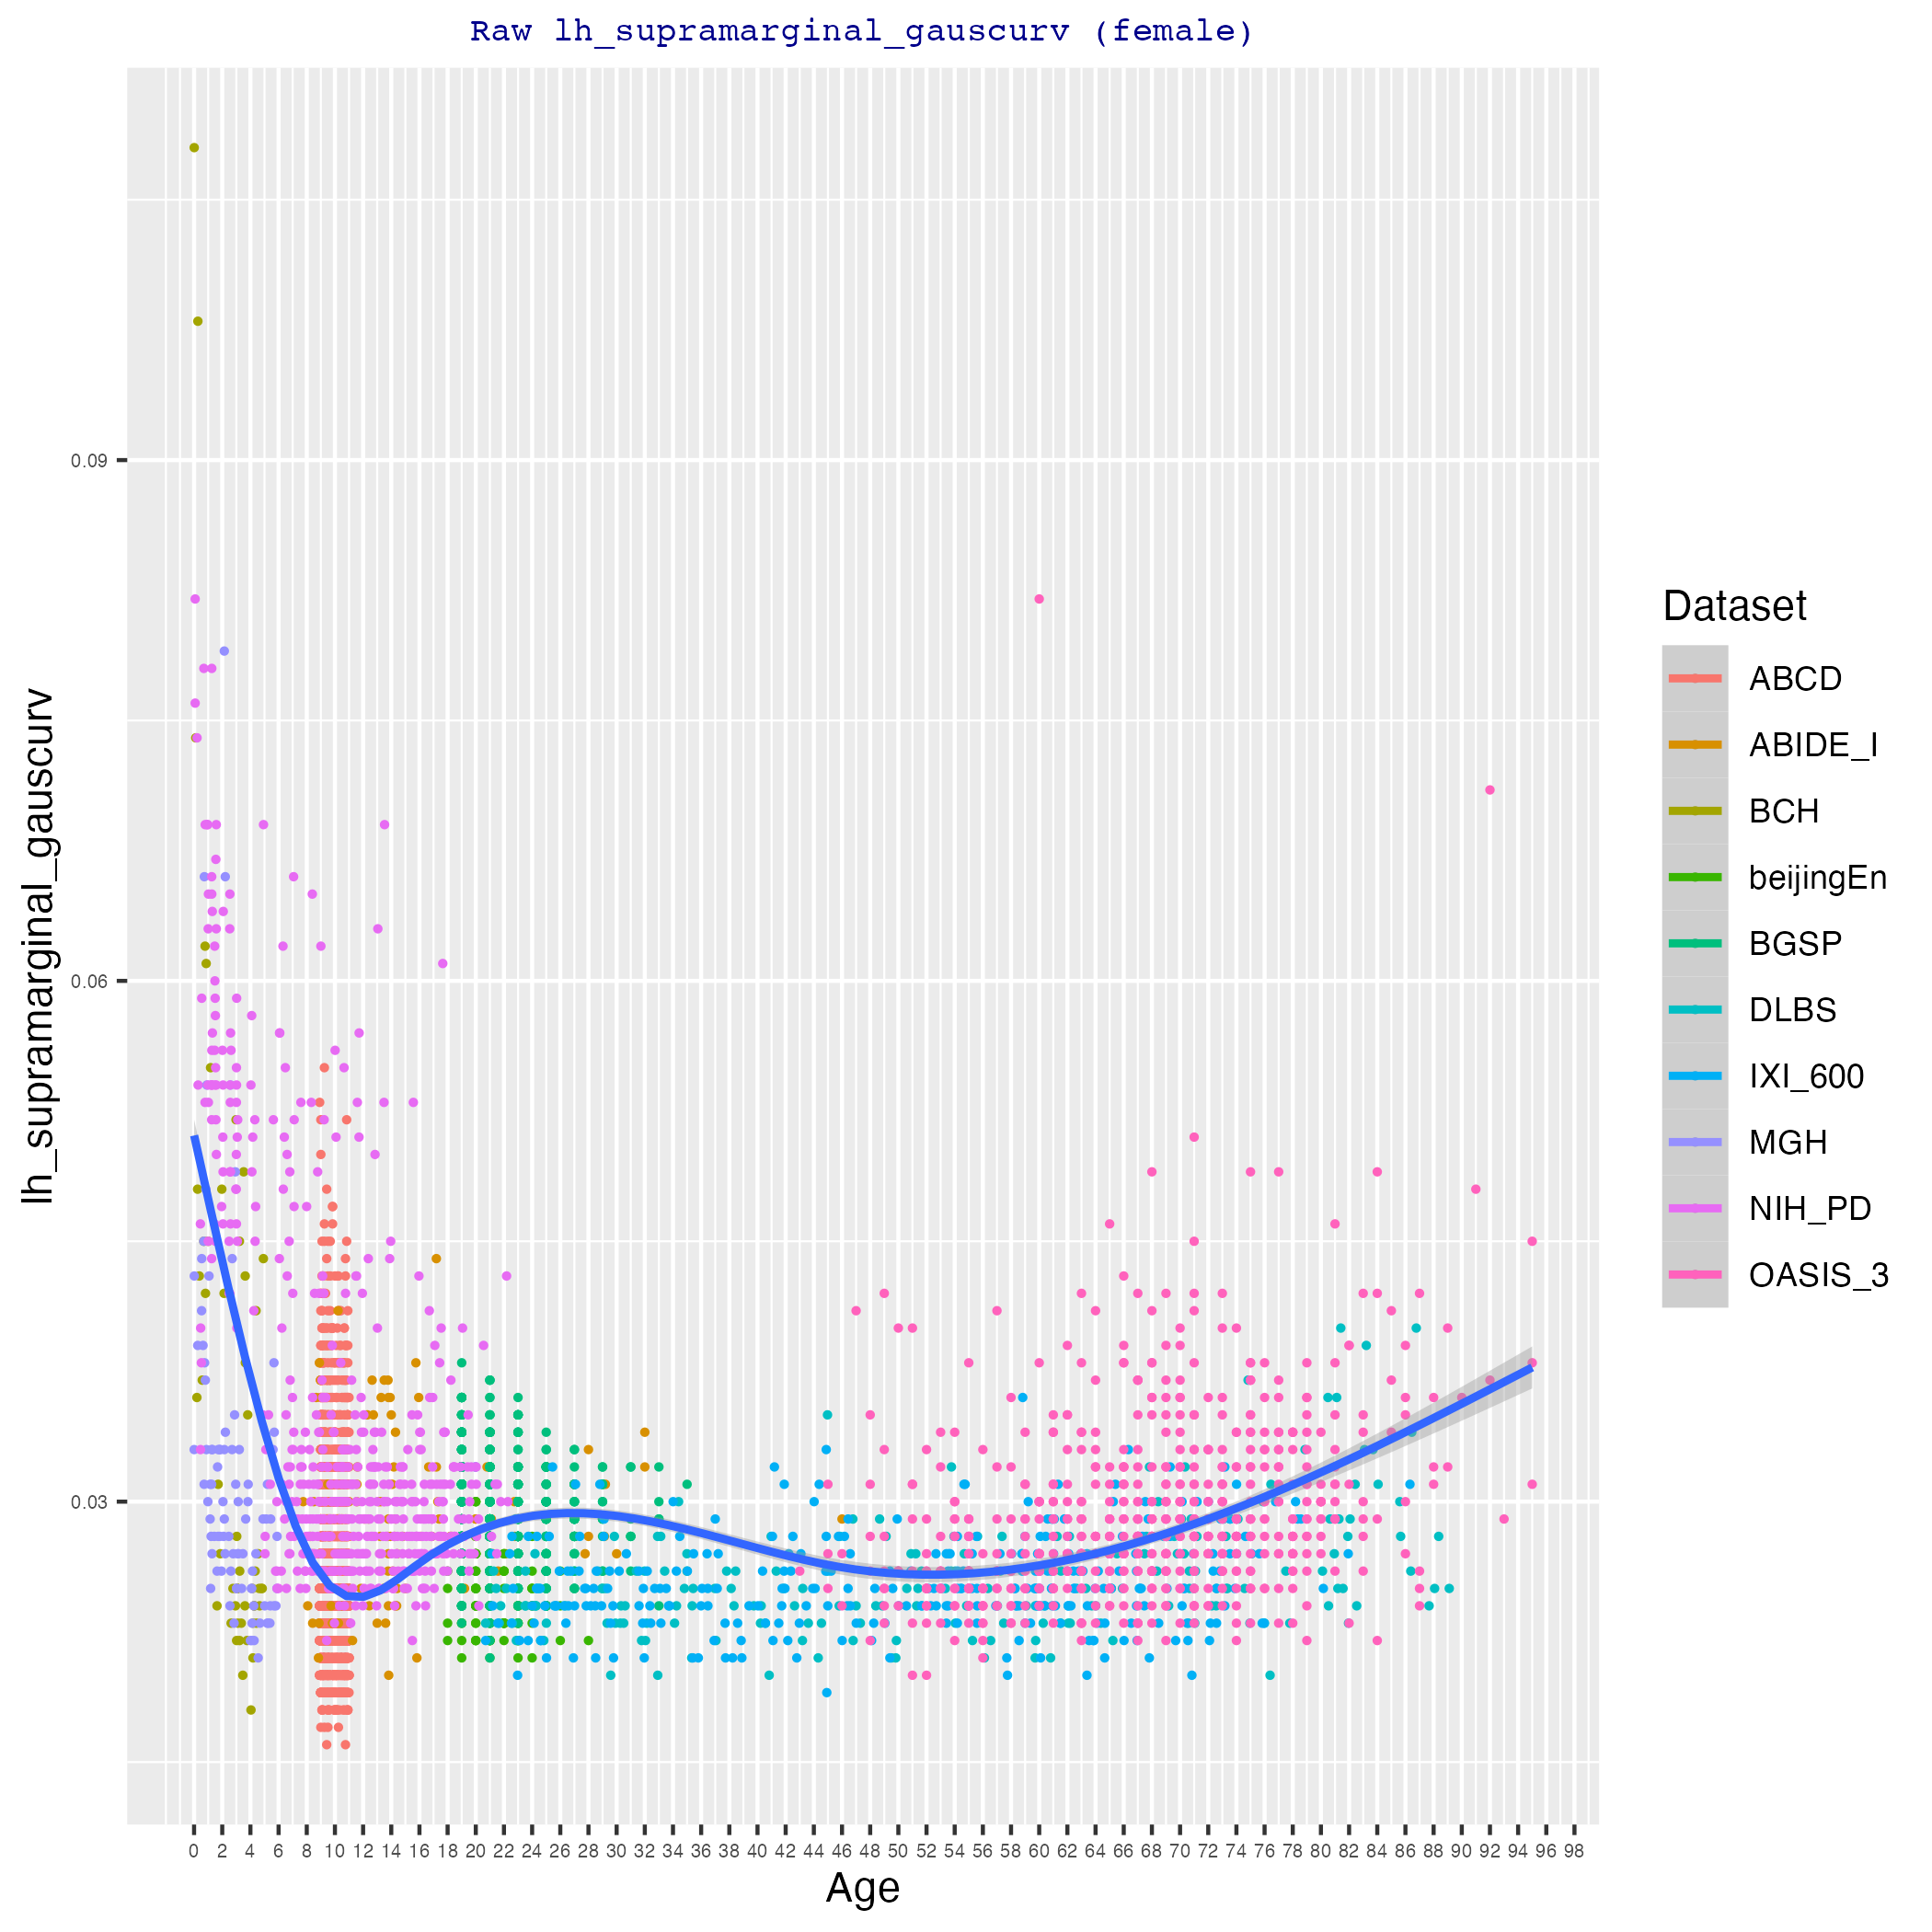 Raw lh_supramarginal_gauscurv (female)
lh_supramarginal_gauscurv
0.09
0.06
0.03
0 2 4 6 8 10 12 14 16 18 20 22 24 26 28 30 32 34 36 38 40 42 44 46 48 50 52 54 56 58 60 62 64 66 68 70 72 74 76 78 80 82 84 86 88 90 92 94 96 98
Age
Dataset
ABCD
ABIDE_I
BCH
beijingEn
BGSP
DLBS
IXI_600
MGH
NIH_PD
OASIS_3